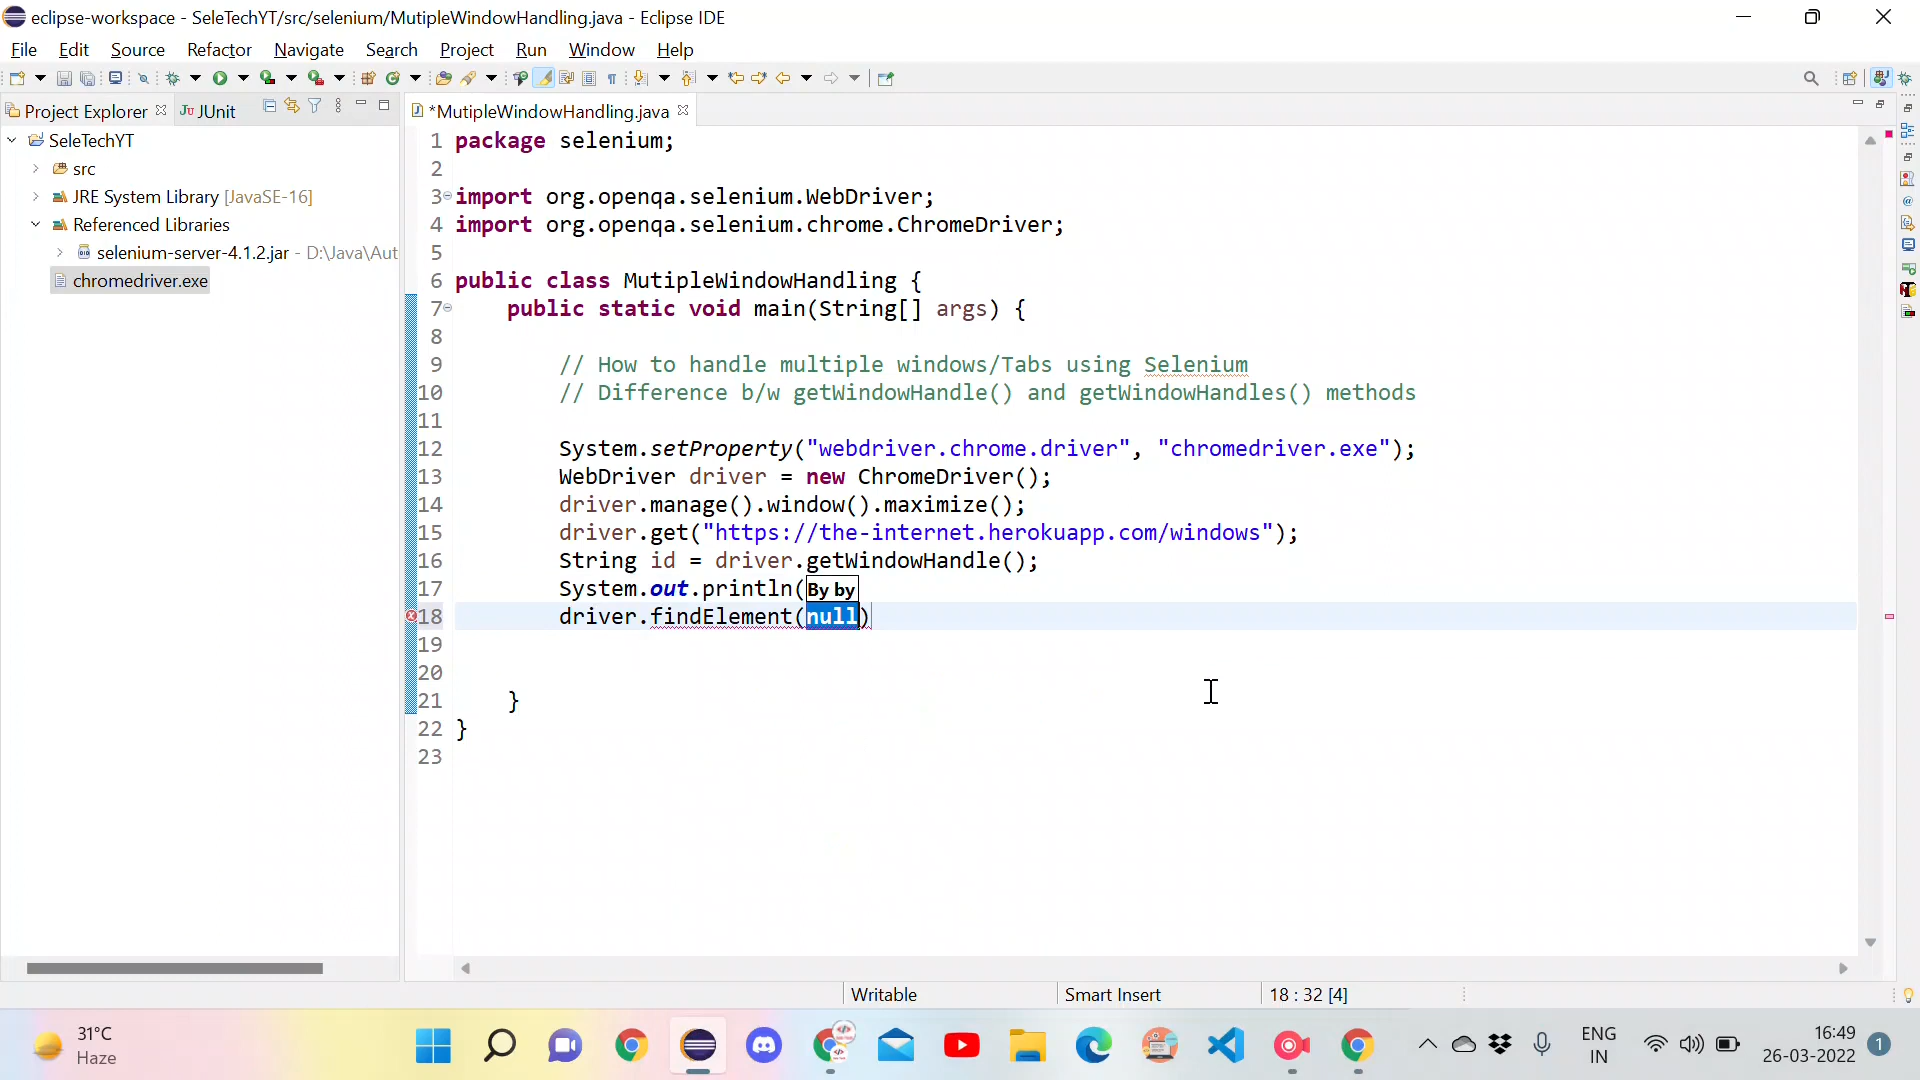 eclipse-workspace - SeleTechYT/src/selenium/MutipleWindowHandling.java - Eclipse IDE
File Edit Source Refactor Navigate Search Project Run Window Help
Project Explorer JUnit
*MutipleWindowHandling.java
SeleTechYT
src
JRE System Library [JavaSE-16]
Referenced Libraries
selenium-server-4.1.2.jar - D:\Java\Aut
chromedriver.exe
1 package selenium;
2
3 import org.openqa.selenium.WebDriver;
4 import org.openqa.selenium.chrome.ChromeDriver;
5
6 public class MutipleWindowHandling {
7 public static void main(String[] args) {
8
9 // How to handle multiple windows/Tabs using Selenium
10 // Difference b/w getWindowHandle() and getWindowHandles() methods
11
12 System.setProperty("webdriver.chrome.driver", "chromedriver.exe");
13 WebDriver driver = new ChromeDriver();
14 driver.manage().window().maximize();
15 driver.get("https://the-internet.herokuapp.com/windows");
16 String id = driver.getWindowHandle();
17 System.out.println(
By by
18 driver.findElement(null)
19
20
21 }
22 }
23
Writable Smart Insert 18 : 32 [4]
31°C
Haze
ENG
IN
16:49
26-03-2022
1